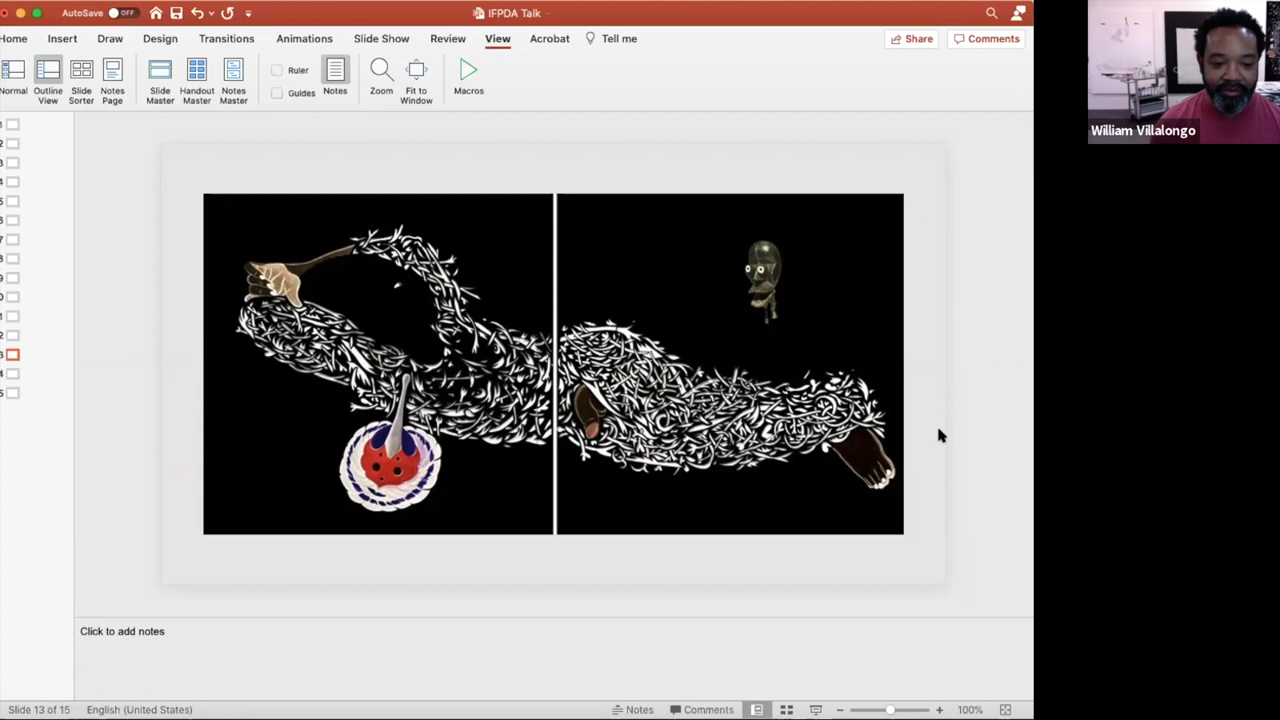 AutoSave OFF IFPDA Talk
Home Insert Draw Design Transitions Animations Slide Show Review View Acrobat Tell me Share Comments
Normal Outline View Slide Sorter Notes Page Slide Master Handout Master Notes Master Ruler Guides Notes Zoom Fit to Window Macros
William Villalongo
Click to add notes
Slide 13 of 15 English (United States) Notes Comments 100%